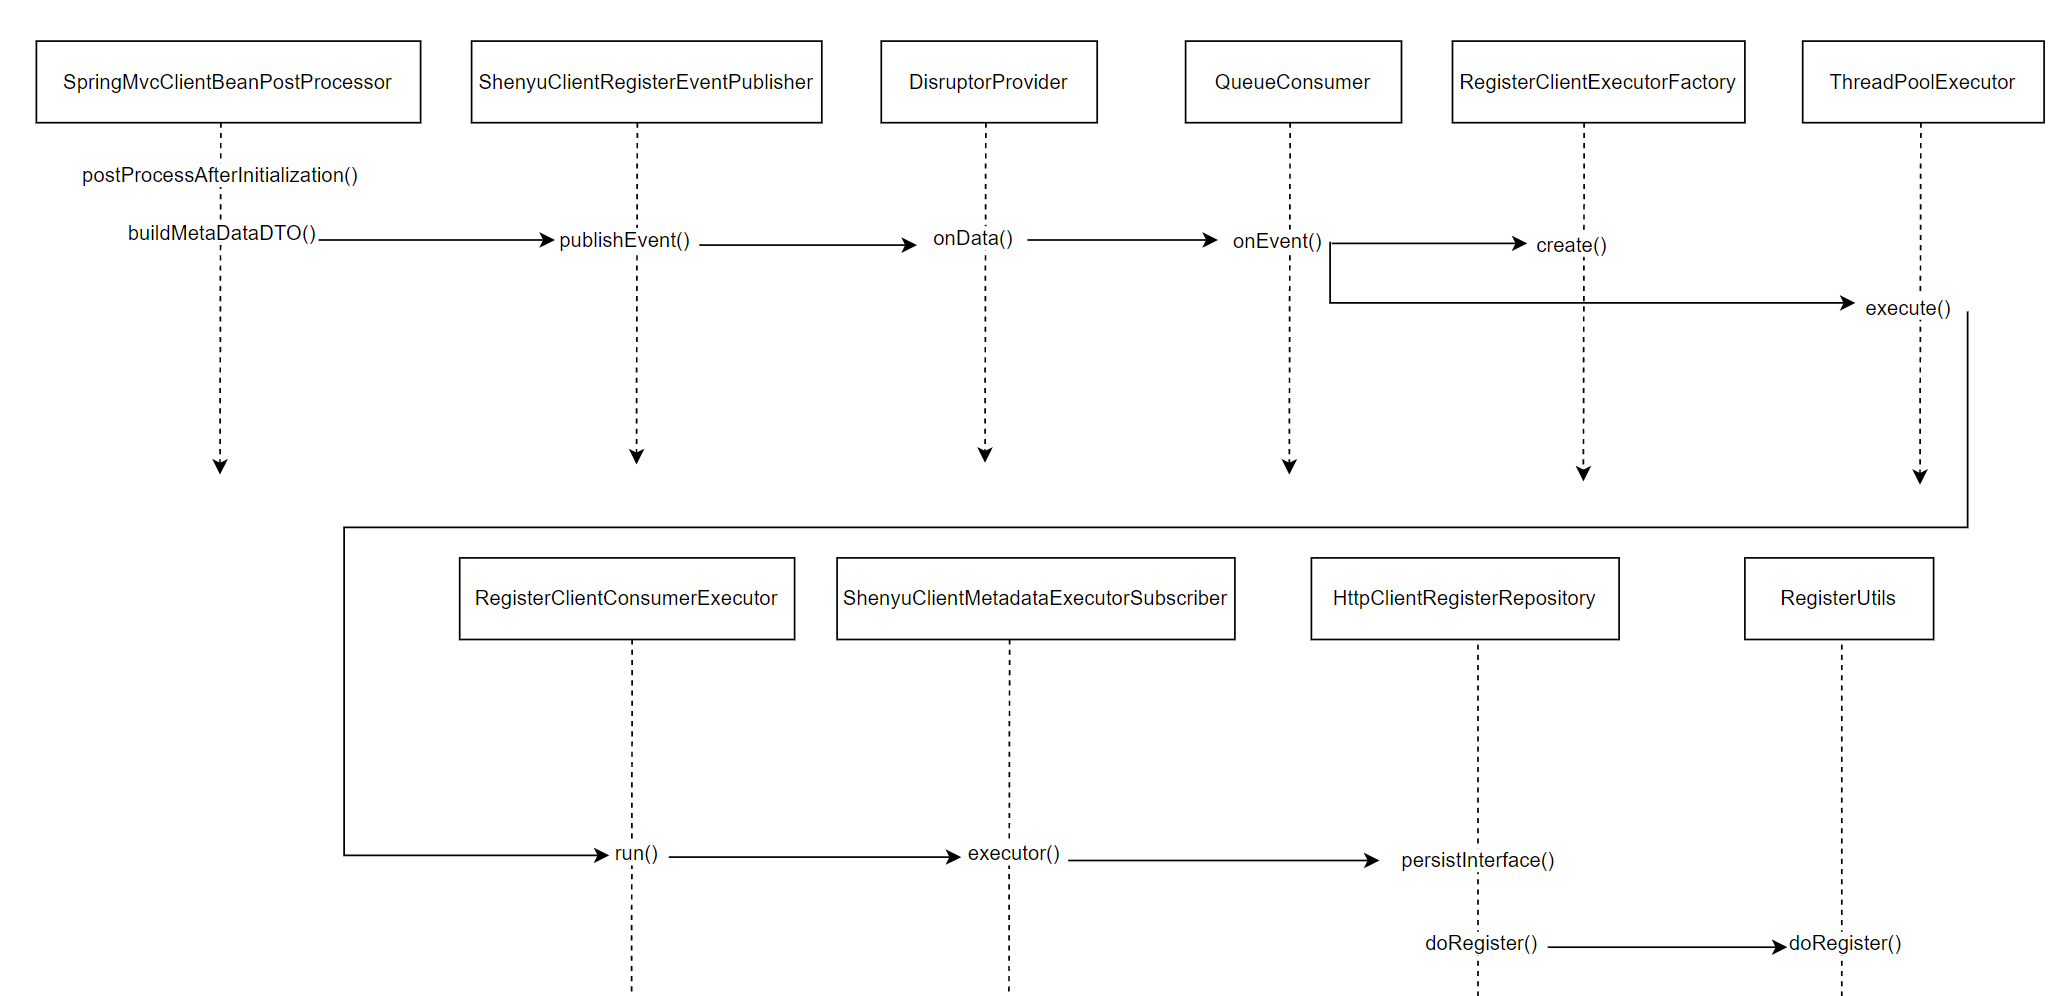 SpringMvcClientBeanPostProcessor
ShenyuClientRegisterEventPublisher
DisruptorProvider
QueueConsumer
RegisterClientExecutorFactory
ThreadPoolExecutor
postProcessAfterInitialization()
buildMetaDataDTO()
publishEvent()
onData()
onEvent()
create()
execute()
RegisterClientConsumerExecutor
ShenyuClientMetadataExecutorSubscriber
HttpClientRegisterRepository
RegisterUtils
run()
executor()
persistInterface()
doRegister()
doRegister()